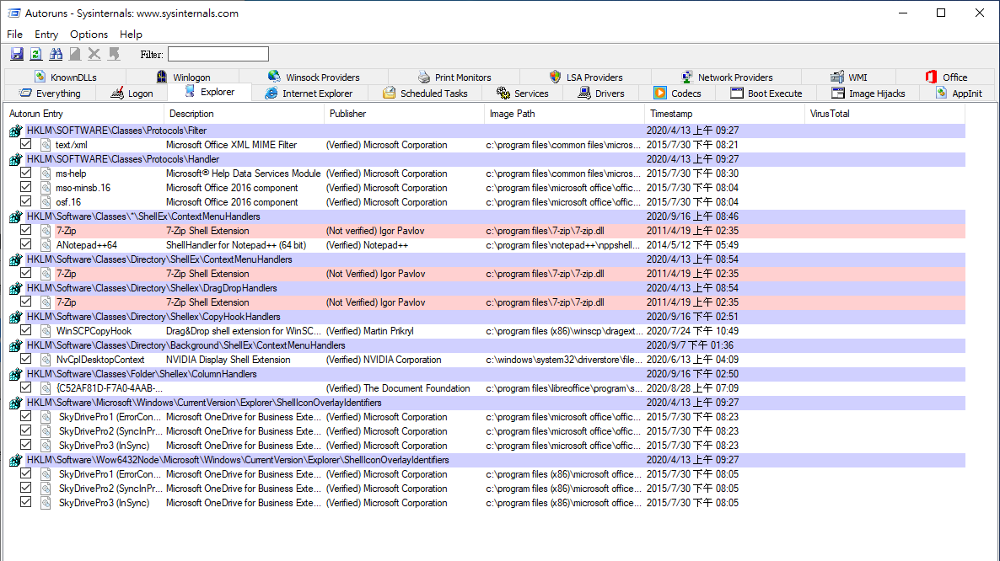 Autoruns - Sysinternals: www.sysinternals.com
File Entry Options Help
Filter:
KnownDLLs Winlogon Winsock Providers Print Monitors LSA Providers Network Providers WMI Office
Everything Logon Explorer Internet Explorer Scheduled Tasks Services Drivers Codecs Boot Execute Image Hijacks AppInit
Autorun Entry Description Publisher Image Path Timestamp VirusTotal
HKLM\SOFTWARE\Classes\Protocols\Filter 2020/4/13 上午 09:27
text/xml Microsoft Office XML MIME Filter (Verified) Microsoft Corporation c:\program files\common files\micros... 2015/7/30 下午 08:21
HKLM\SOFTWARE\Classes\Protocols\Handler 2020/4/13 上午 09:27
ms-help Microsoft® Help Data Services Module (Verified) Microsoft Corporation c:\program files\common files\micros... 2015/7/30 下午 08:30
mso-minsb.16 Microsoft Office 2016 component (Verified) Microsoft Corporation c:\program files\microsoft office\offic... 2015/7/30 下午 08:04
osf.16 Microsoft Office 2016 component (Verified) Microsoft Corporation c:\program files\microsoft office\offic... 2015/7/30 下午 08:04
HKLM\Software\Classes\*\ShellEx\ContextMenuHandlers 2020/9/16 上午 08:46
7-Zip 7-Zip Shell Extension (Not verified) Igor Pavlov c:\program files\7-zip\7-zip.dll 2011/4/19 上午 02:35
ANotepad++64 ShellHandler for Notepad++ (64 bit) (Verified) Notepad++ c:\program files\notepad++\nppshell... 2014/5/12 下午 05:49
HKLM\Software\Classes\Directory\ShellEx\ContextMenuHandlers 2020/4/13 上午 08:54
7-Zip 7-Zip Shell Extension (Not Verified) Igor Pavlov c:\program files\7-zip\7-zip.dll 2011/4/19 上午 02:35
HKLM\Software\Classes\Directory\Shellex\DragDropHandlers 2020/4/13 上午 08:54
7-Zip 7-Zip Shell Extension (Not Verified) Igor Pavlov c:\program files\7-zip\7-zip.dll 2011/4/19 上午 02:35
HKLM\Software\Classes\Directory\Shellex\CopyHookHandlers 2020/9/16 下午 02:51
WinSCPCopyHook Drag&Drop shell extension for WinSC... (Verified) Martin Prikryl c:\program files (x86)\winscp\dragext... 2020/7/24 下午 10:49
HKLM\Software\Classes\Directory\Background\ShellEx\ContextMenuHandlers 2020/9/7 下午 01:36
NvCplDesktopContext NVIDIA Display Shell Extension (Verified) NVIDIA Corporation c:\windows\system32\driverstore\file... 2020/6/13 上午 04:09
HKLM\Software\Classes\Folder\Shellex\ColumnHandlers 2020/9/16 下午 02:50
{C52AF81D-F7A0-4AAB-... (Verified) The Document Foundation c:\program files\libreoffice\program\s... 2020/8/28 上午 07:09
HKLM\Software\Microsoft\Windows\CurrentVersion\Explorer\ShellIconOverlayIdentifiers 2020/4/13 上午 09:27
SkyDrivePro1 (ErrorCon... Microsoft OneDrive for Business Exte... (Verified) Microsoft Corporation c:\program files\microsoft office\offic... 2015/7/30 下午 08:23
SkyDrivePro2 (SyncInPr... Microsoft OneDrive for Business Exte... (Verified) Microsoft Corporation c:\program files\microsoft office\offic... 2015/7/30 下午 08:23
SkyDrivePro3 (InSync) Microsoft OneDrive for Business Exte... (Verified) Microsoft Corporation c:\program files\microsoft office\offic... 2015/7/30 下午 08:23
HKLM\Software\Wow6432Node\Microsoft\Windows\CurrentVersion\Explorer\ShellIconOverlayIdentifiers 2020/4/13 上午 09:27
SkyDrivePro1 (ErrorCon... Microsoft OneDrive for Business Exte... (Verified) Microsoft Corporation c:\program files (x86)\microsoft office... 2015/7/30 下午 08:05
SkyDrivePro2 (SyncInPr... Microsoft OneDrive for Business Exte... (Verified) Microsoft Corporation c:\program files (x86)\microsoft office... 2015/7/30 下午 08:05
SkyDrivePro3 (InSync) Microsoft OneDrive for Business Exte... (Verified) Microsoft Corporation c:\program files (x86)\microsoft office... 2015/7/30 下午 08:05